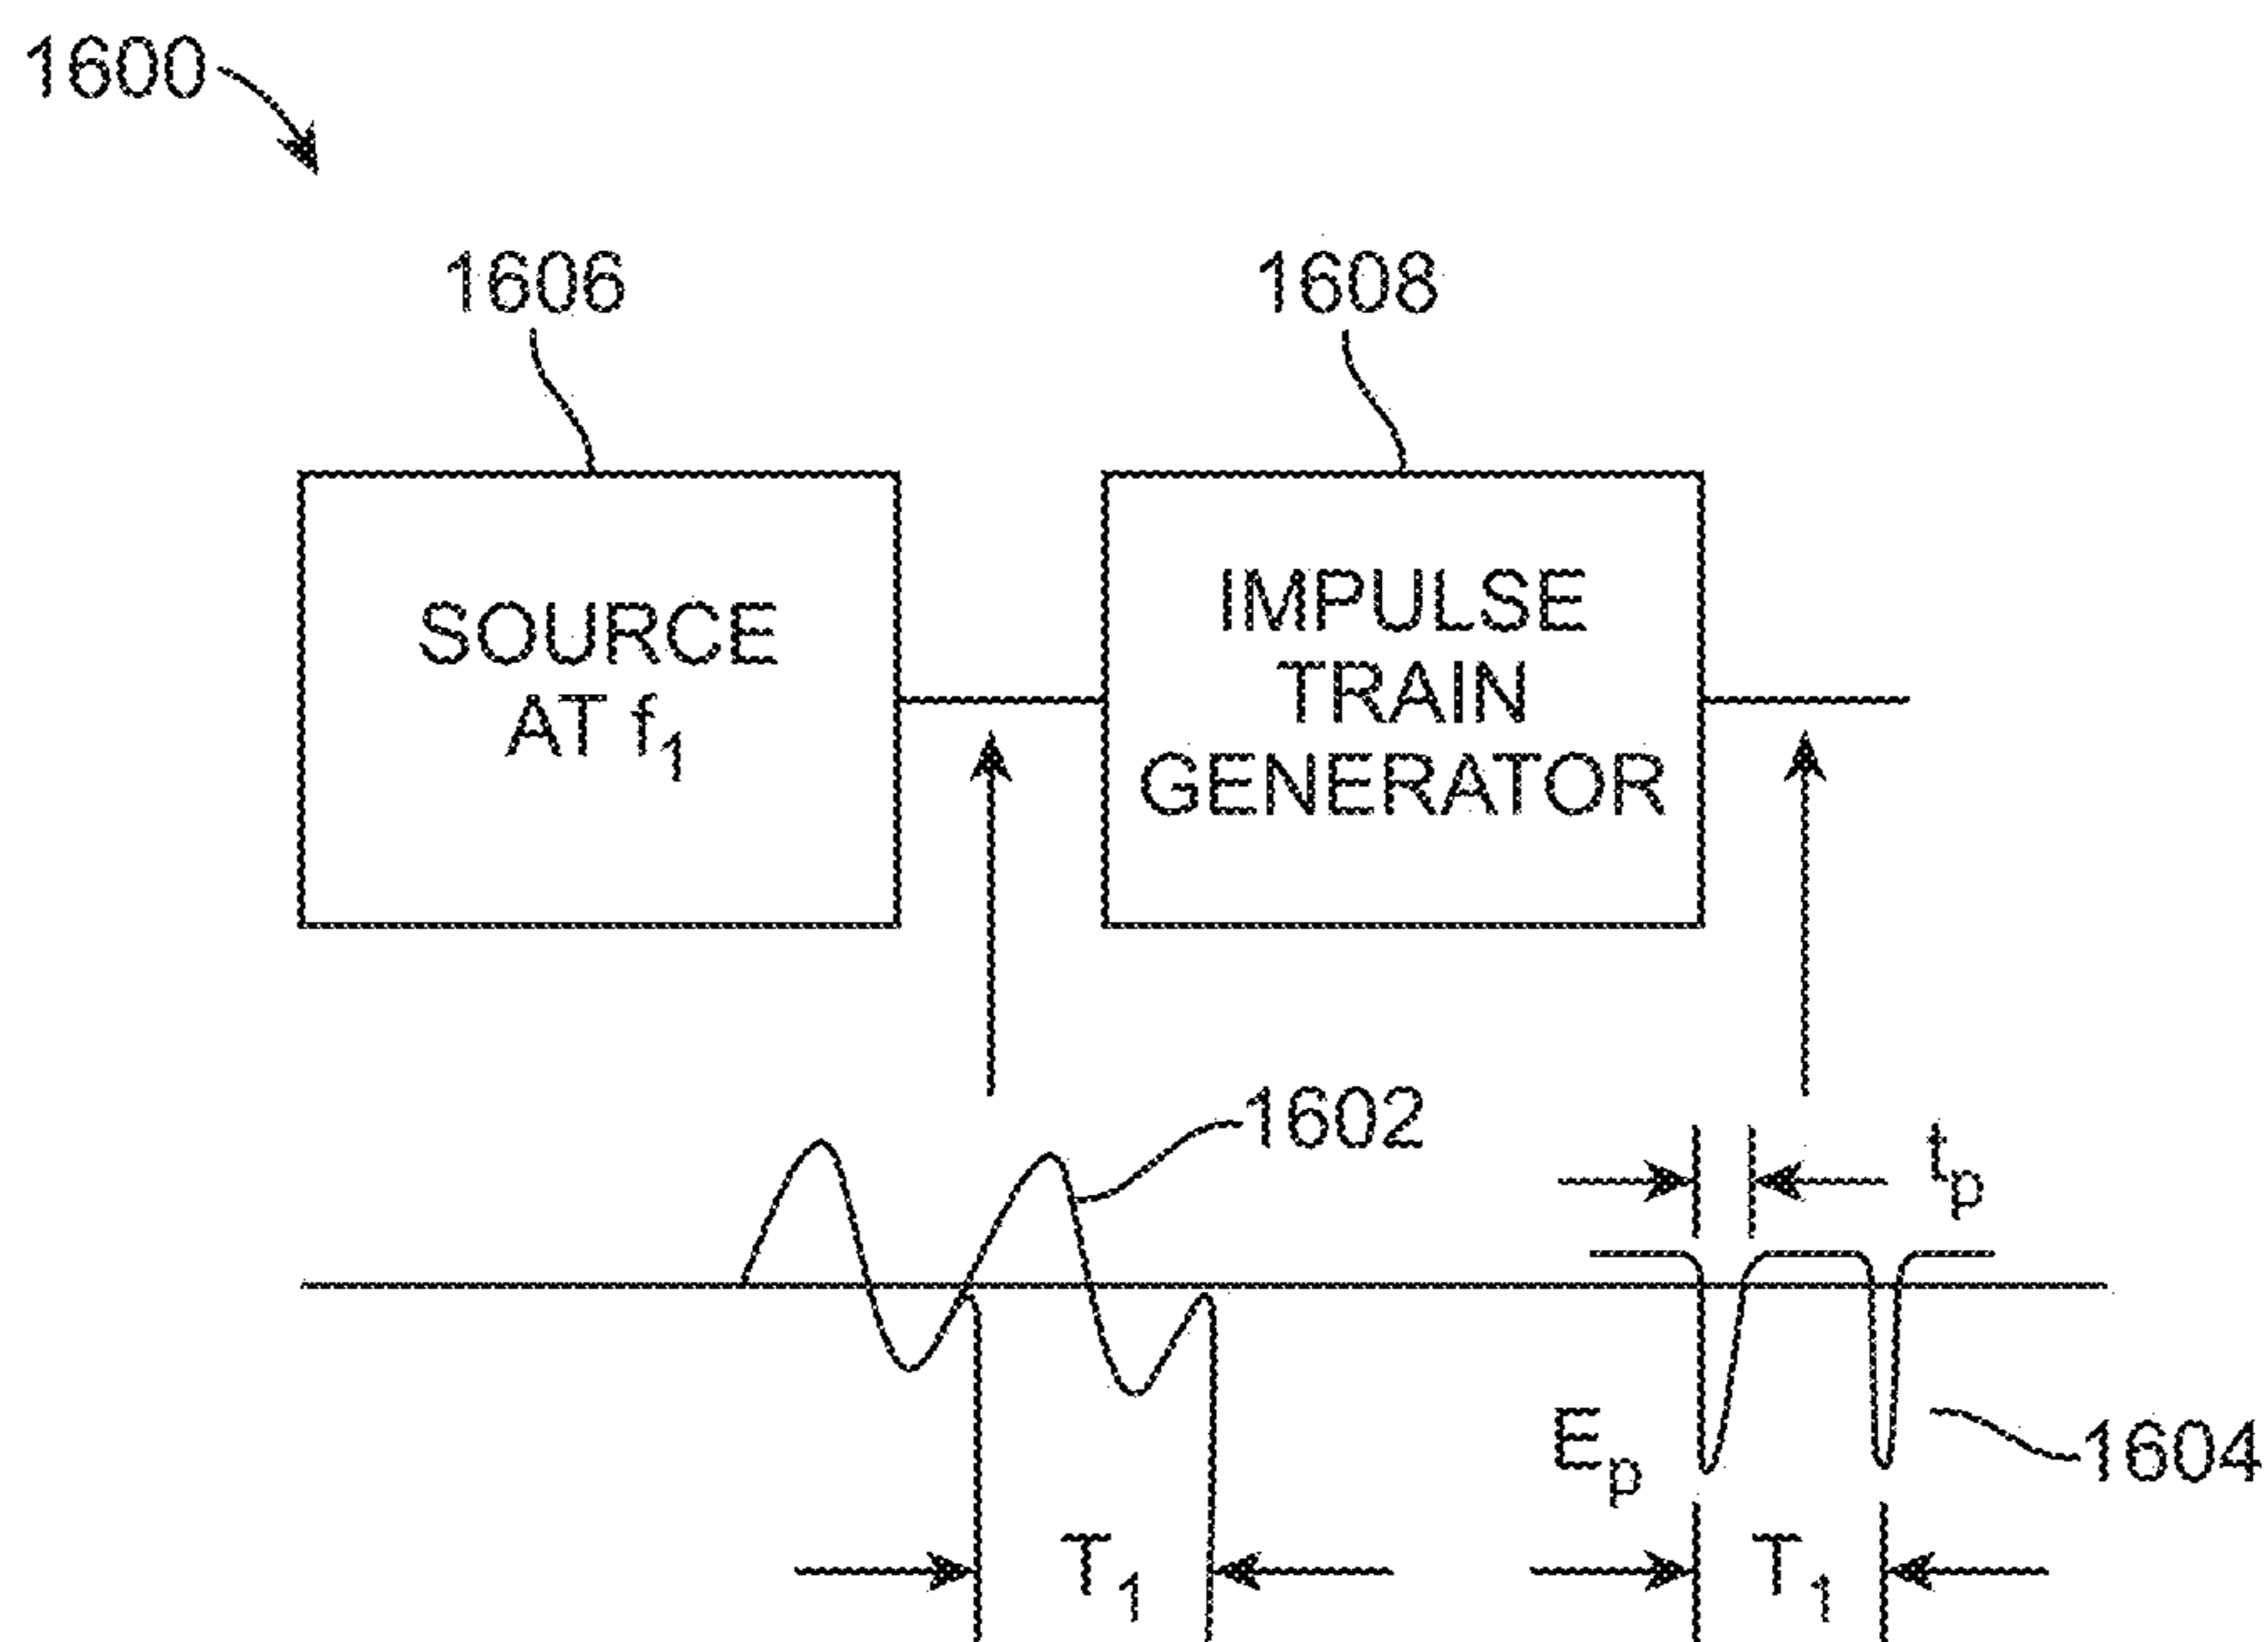 1600
1606
1608
SOURCE
AT f₁
IMPULSE
TRAIN
GENERATOR
1602
tₚ
Eₚ
1604
T₁
T₁